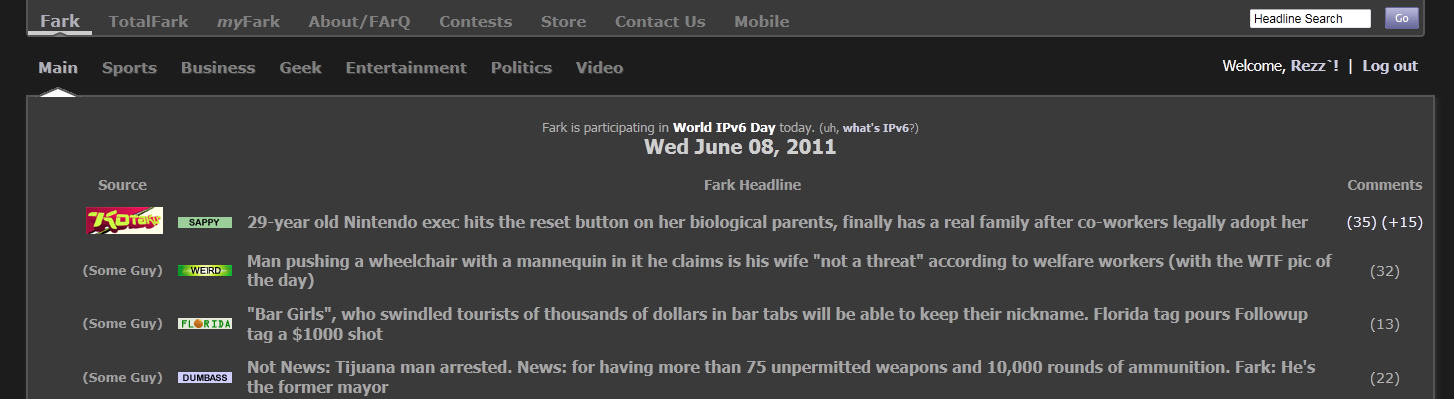 Fark TotalFark myFark About/FArQ Contests Store Contact Us Mobile Headline Search Go
Main Sports Business Geek Entertainment Politics Video Welcome, Rezz`! | Log out
Fark is participating in World IPv6 Day today. (uh, what's IPv6?)
Wed June 08, 2011
Source Fark Headline Comments
KOTAKU SAPPY 29-year old Nintendo exec hits the reset button on her biological parents, finally has a real family after co-workers legally adopt her (35) (+15)
(Some Guy) WEIRD Man pushing a wheelchair with a mannequin in it he claims is his wife "not a threat" according to welfare workers (with the WTF pic of
the day) (32)
(Some Guy) FLORIDA "Bar Girls", who swindled tourists of thousands of dollars in bar tabs will be able to keep their nickname. Florida tag pours Followup
tag a $1000 shot (13)
(Some Guy) DUMBASS Not News: Tijuana man arrested. News: for having more than 75 unpermitted weapons and 10,000 rounds of ammunition. Fark: He's
the former mayor (22)